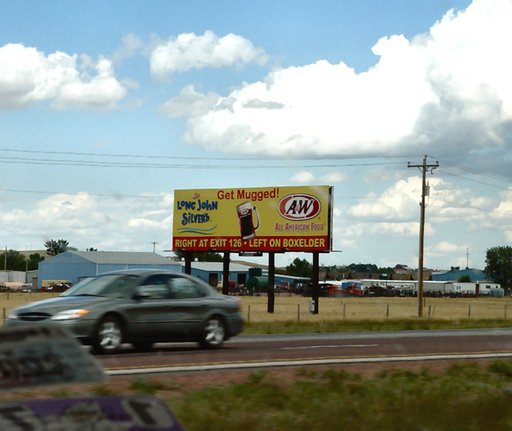 Get Mugged!
LONG JOHN
SILVER'S
A&W
ALL AMERICAN FOOD
RIGHT AT EXIT 126 • LEFT ON BOXELDER